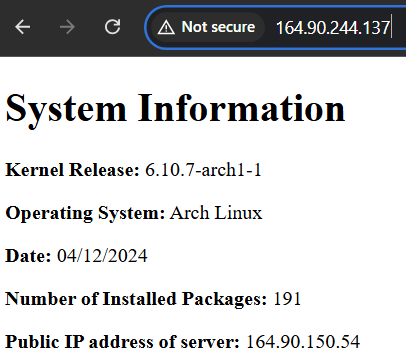 Not secure 164.90.244.137
System Information
Kernel Release: 6.10.7-arch1-1
Operating System: Arch Linux
Date: 04/12/2024
Number of Installed Packages: 191
Public IP address of server: 164.90.150.54